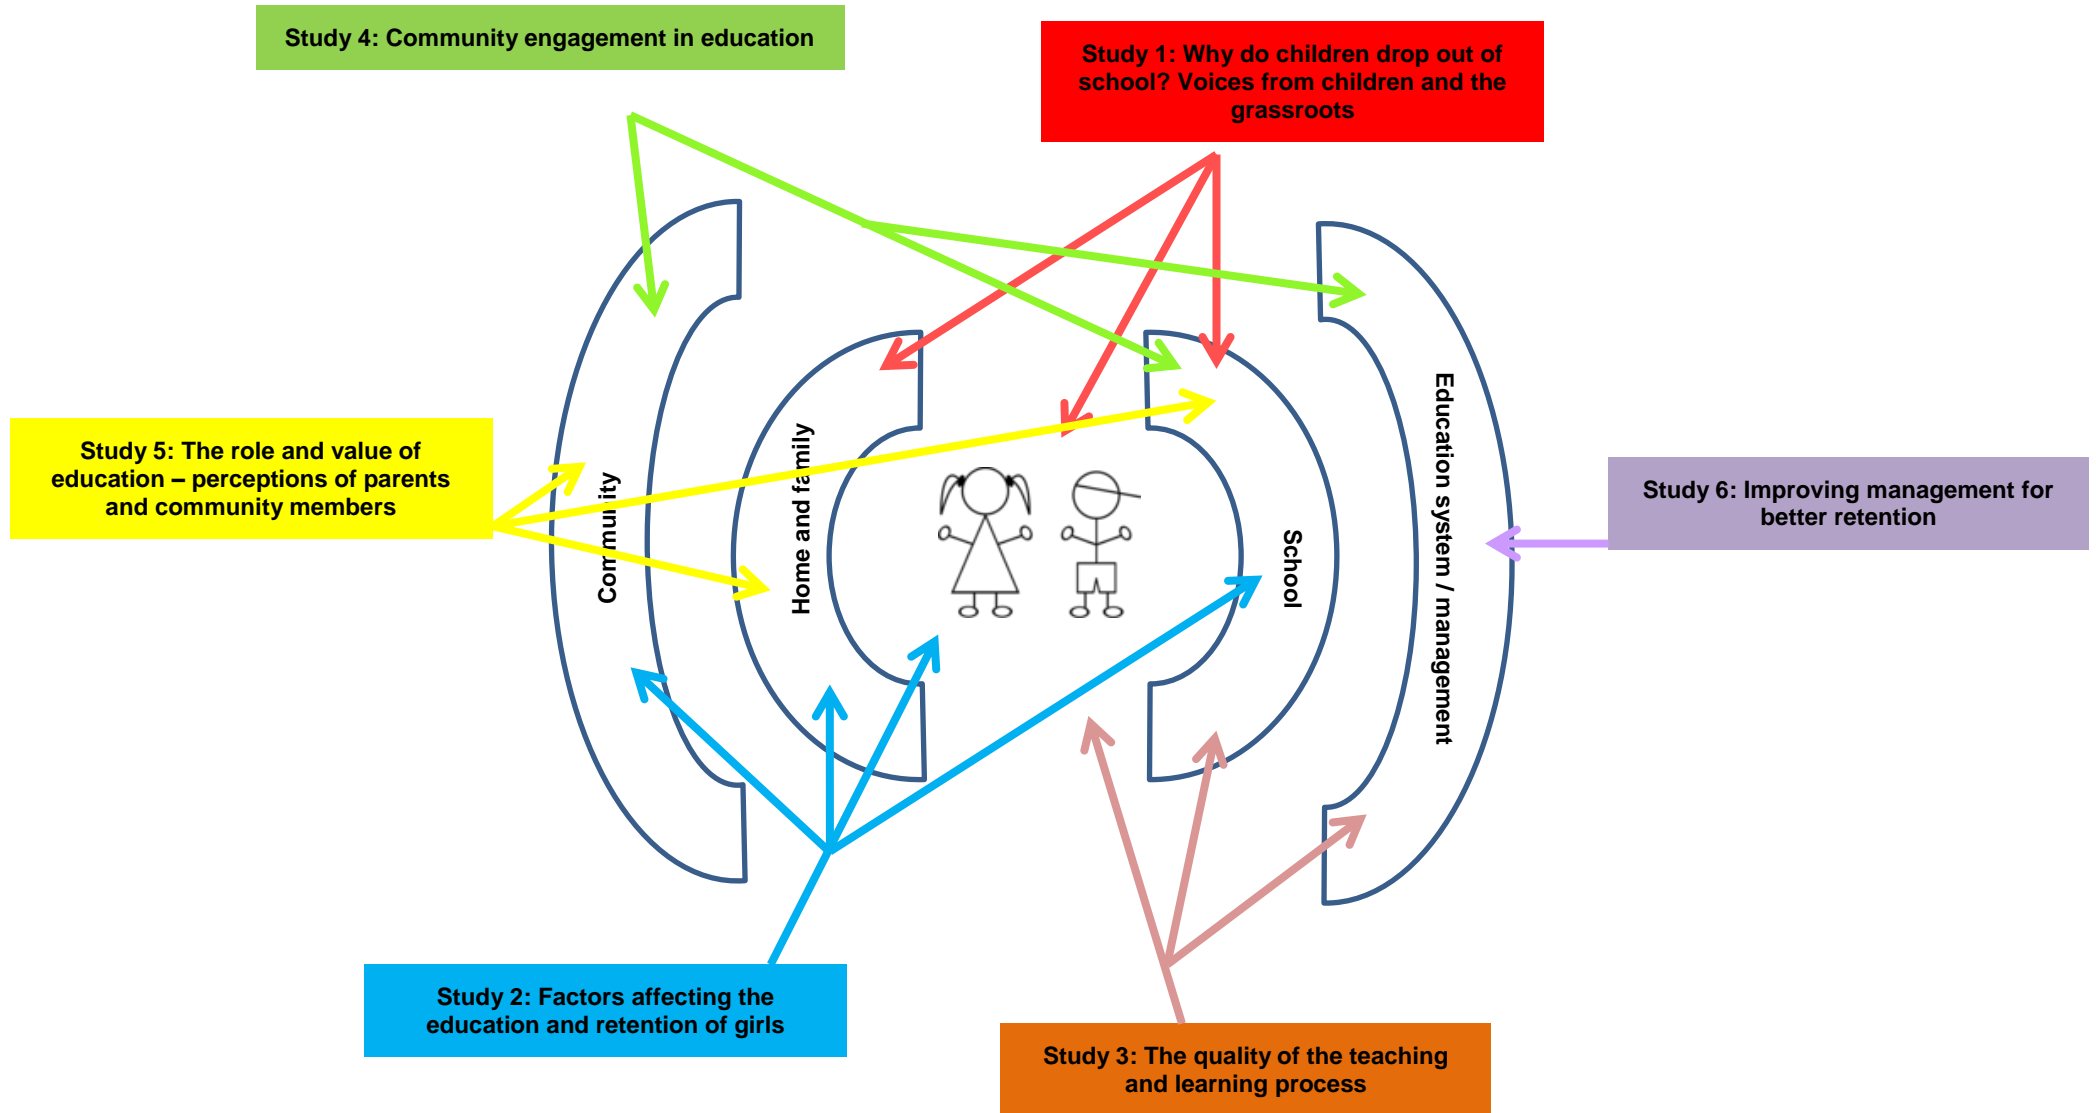 Study 4: Community engagement in education
Study 1: Why do children drop out of
school? Voices from children and the
grassroots
Study 5: The role and value of
education – perceptions of parents
and community members
Community
Home and family
School
Education system / management
Study 6: Improving management for
better retention
Study 2: Factors affecting the
education and retention of girls
Study 3: The quality of the teaching
and learning process